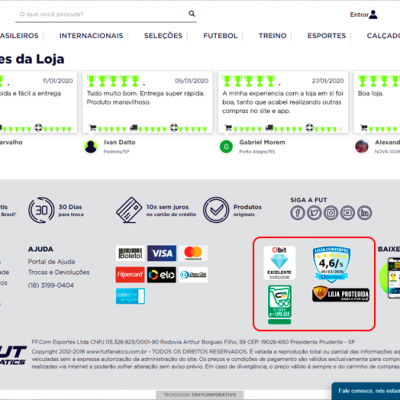 O que você procura?
Entrar
ASILEIROS INTERNACIONAIS SELEÇÕES FUTEBOL TREINO ESPORTES CALÇADO
es da Loja
11/01/2020
pida e fácil a entrega
arvalho
05/01/2020
Tudo muito bom. Entrega super rápida.
Produto maravilhoso.
Ivan Dalto
Pedreira/SP
27/01/2020
A minha experiencia com a loja em si foi
boa, tanto que acabei realizando outras
compras no site e app.
G
Gabriel Morem
Porto Alegre/RS
Boa loja.
Alexand
NOVA IGUA
tis
Brasil*
30
30 Dias
para troca
10x sem juros
no cartão de crédito
Produtos
originais
SIGA A FUT
AJUDA
Portal de Ajuda
Trocas e Devoluções
(18) 3199-0404
Boleto
VISA
Hipercard
elo
Diners Club
ebit
EXCELENTE
LOJA CONFIÁVEL
4,6/5
LOJA PROTEGIDA
BAIXE
FUT
FANATICS
FF.Com Esportes Ltda CNPJ 05.328.923/0001-90 Rodovia Arthur Boigues Filho, 59 CEP: 19026-650 Presidente Prudente - SP
Copyright 2012-2018 www.futfanatics.com.br - TODOS OS DIREITOS RESERVADOS. É vetada a reprodução total ou parcial das informações aq
veiculadas sem a expressa autorização da administração do site. Os preços e condições de pagamento são válidos exclusivamente para compra
realizadas via internet e poderão sofrer alteração sem aviso prévio. Em caso de divergência, o preço válido é sempre o do carrinho de compras
TECNOLOGIA TRAYCORPORATIVO
Fale conosco, nós estam